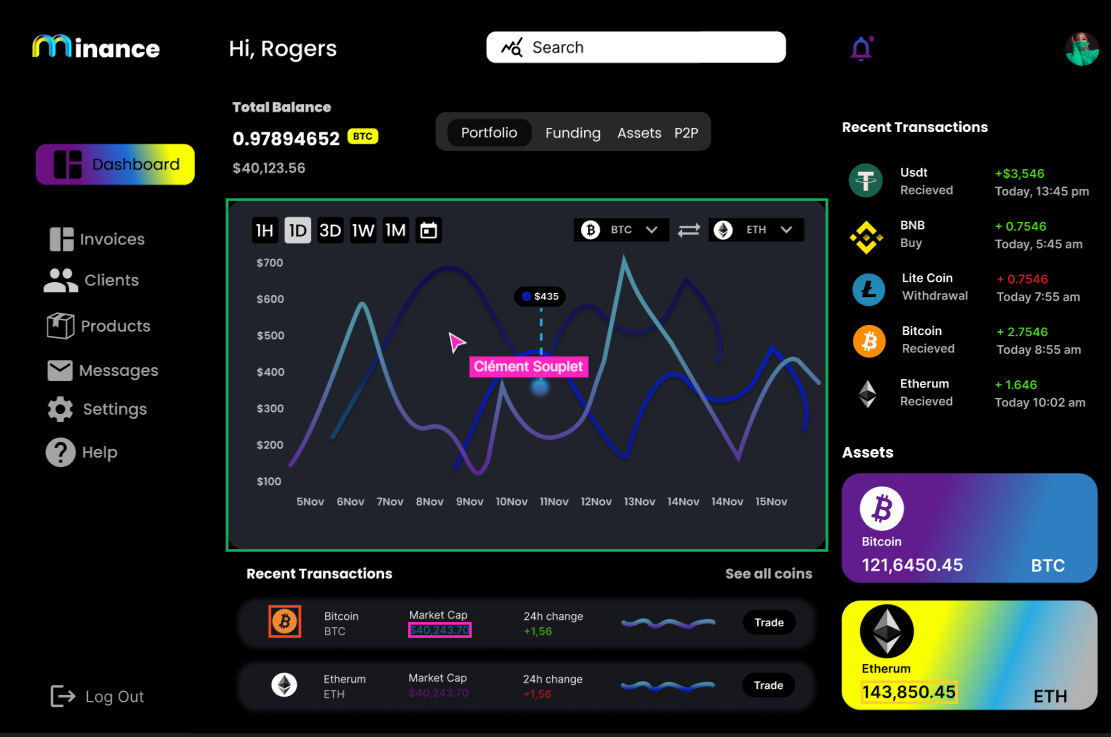 Minance
Hi, Rogers
Search
Total Balance
0.97894652 BTC
$40,123.56
Portfolio Funding Assets P2P
Dashboard
Invoices
Clients
Products
Messages
Settings
Help
Log Out
1H 1D 3D 1W 1M
BTC ETH
$700
$600
$500
$400
$300
$200
$100
$435
Clément Souplet
5Nov 6Nov 7Nov 8Nov 9Nov 10Nov 11Nov 12Nov 13Nov 14Nov 14Nov 15Nov
Recent Transactions See all coins
Bitcoin Market Cap 24h change
BTC $40,243.70 +1,56
Trade
Etherum Market Cap 24h change
ETH $40,243.70 +1,56
Trade
Recent Transactions
Usdt +$3,546
Recieved Today, 13:45 pm
BNB + 0.7546
Buy Today, 5:45 am
Lite Coin + 0.7546
Withdrawal Today 7:55 am
Bitcoin + 2.7546
Recieved Today 8:55 am
Etherum + 1.646
Recieved Today 10:02 am
Assets
Bitcoin
121,6450.45 BTC
Etherum
143,850.45 ETH